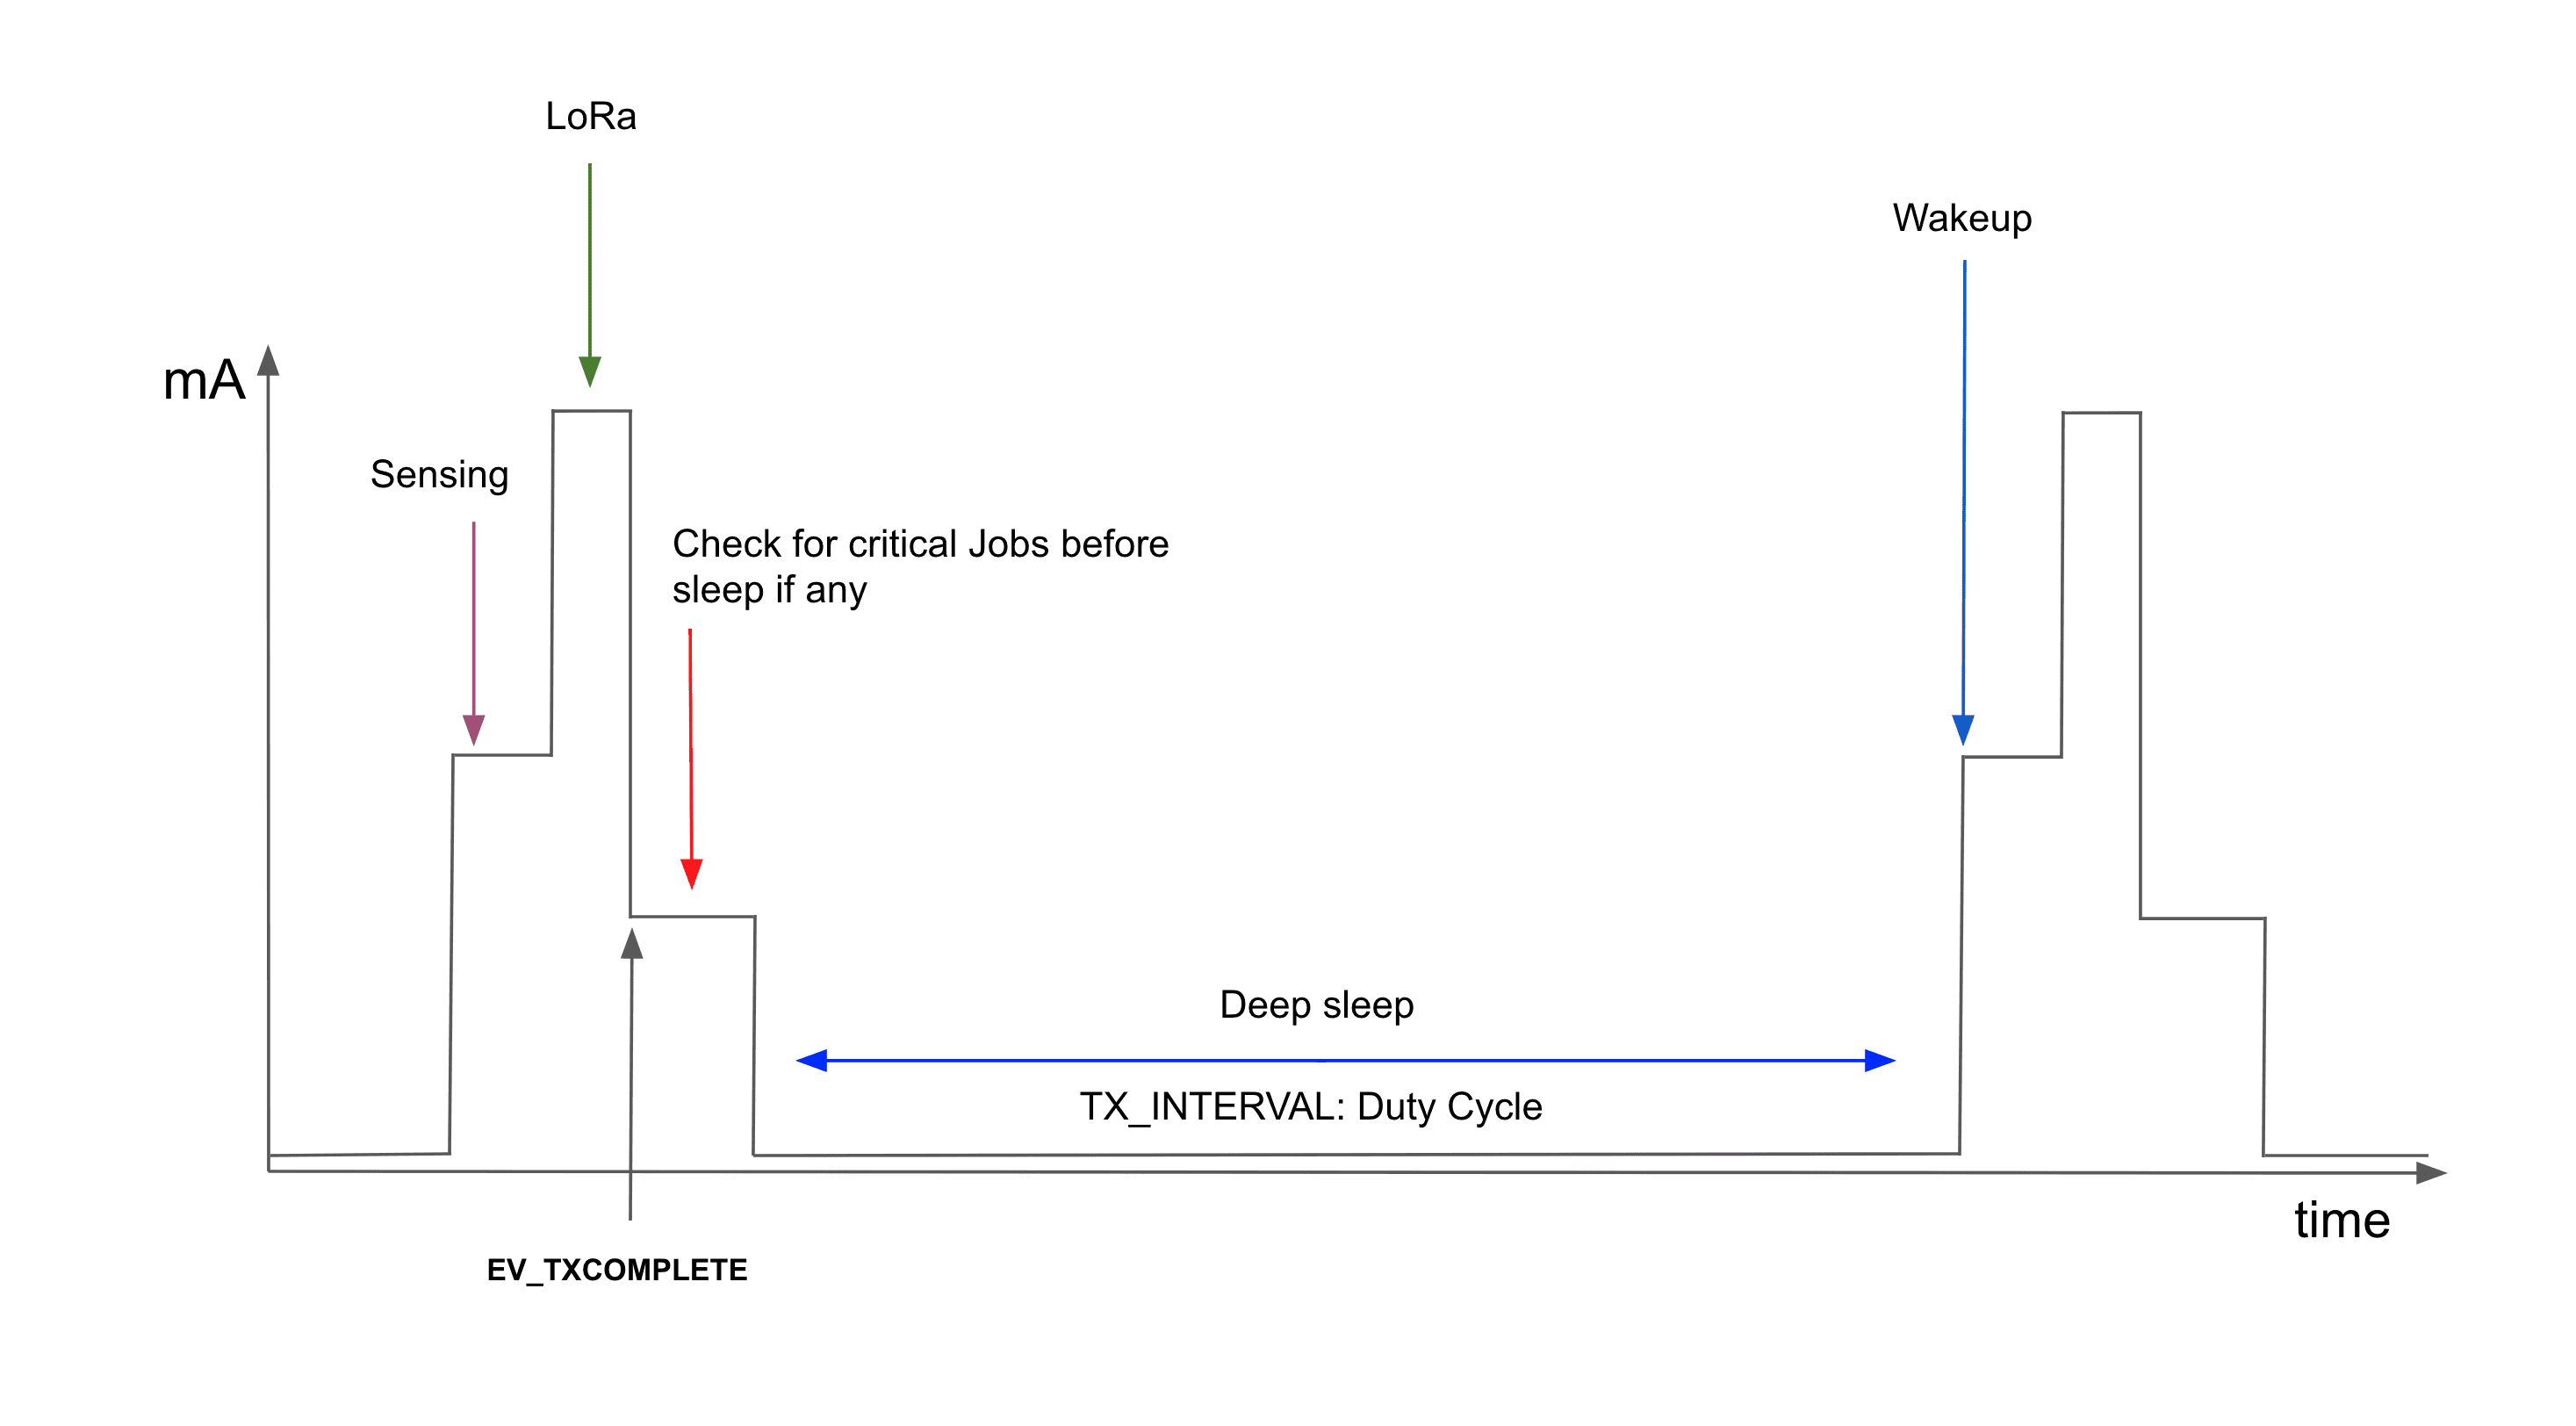 LoRa
Wakeup
mA
Sensing
Check for critical Jobs before
sleep if any
Deep sleep
TX_INTERVAL: Duty Cycle
time
EV_TXCOMPLETE